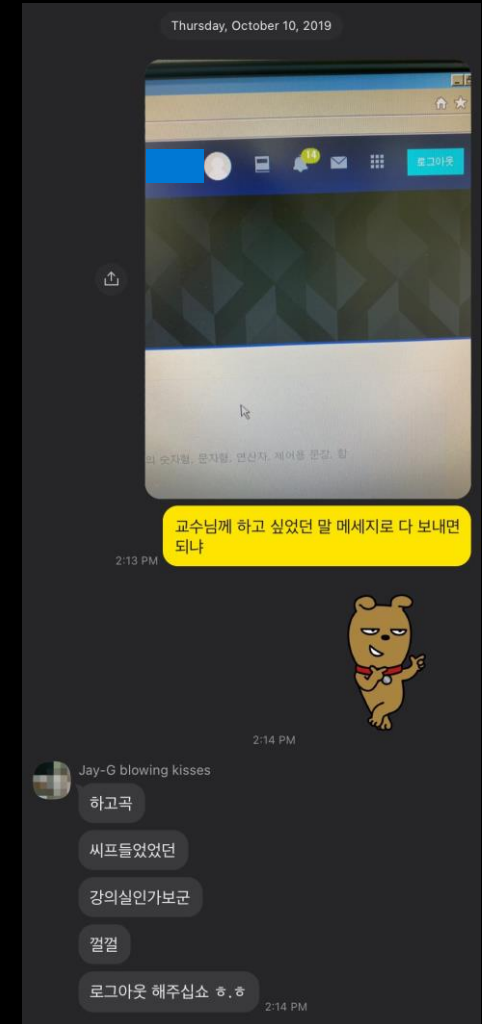 Thursday, October 10, 2019
14
로그아웃
의 숫자형, 문자형, 연산자, 제어용 문장, 함
교수님께 하고 싶었던 말 메세지로 다 보내면
되냐
2:13 PM
2:14 PM
Jay-G blowing kisses
하고곡
씨프들었었던
강의실인가보군
껄껄
로그아웃 해주십쇼 ㅎ.ㅎ
2:14 PM